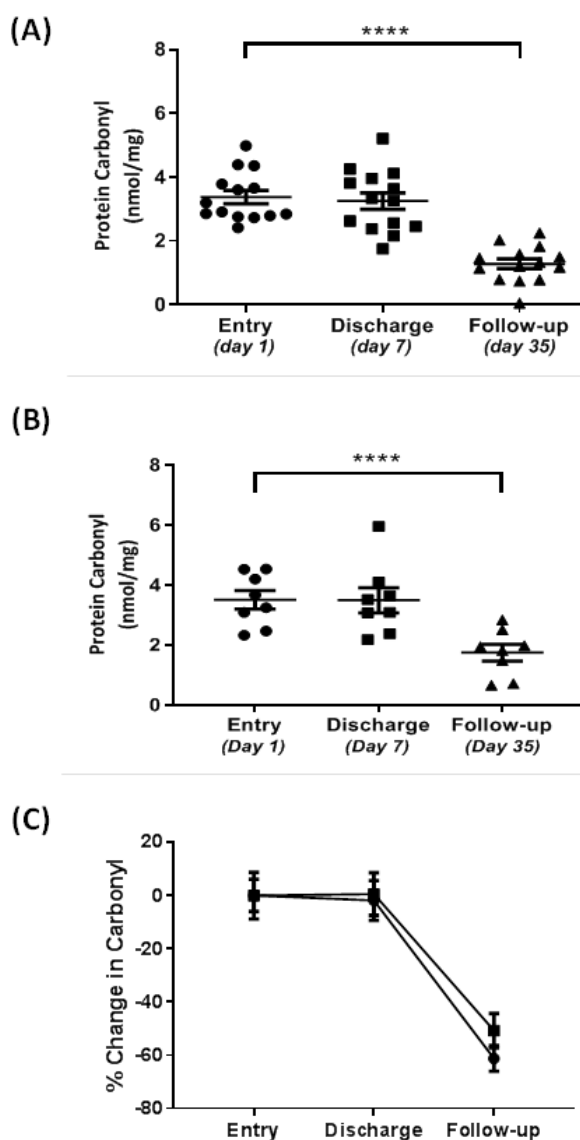 (A)
****
8
6
4
2
0
Protein Carbonyl
(nmol/mg)
Entry Discharge Follow-up
(day 1) (day 7) (day 35)
(B)
****
8
6
4
2
0
Protein Carbonyl
(nmol/mg)
Entry Discharge Follow-up
(Day 1) (Day 7) (Day 35)
(C)
20
0
-20
-40
-60
-80
% Change in Carbonyl
Entry Discharge Follow-up